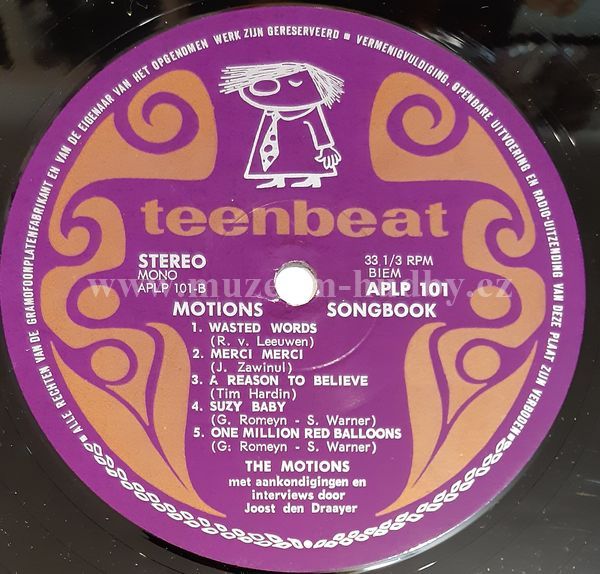 ALLE RECHTEN VAN DE GRAMOFOONPLATENFABRIKANT EN VAN DE EIGENAAR VAN HET OPGENOMEN WERK ZIJN GERESERVEERD ■ VERMENIGVULDIGING, OPENBARE UITVOERING EN RADIO-UITZENDING VAN DEZE PLAAT ZIJN VERBODEN ■
teenbeat
STEREO
MONO
APLP 101-B
33.1/3 RPM
BIEM
APLP 101
www.muzeum-hudby.cz
MOTIONS SONGBOOK
1. WASTED WORDS
(R. v. Leeuwen)
2. MERCI MERCI
(J. Zawinul)
3. A REASON TO BELIEVE
(Tim Hardin)
4. SUZY BABY
(G. Romeyn - S. Warner)
5. ONE MILLION RED BALLOONS
(G. Romeyn - S. Warner)
THE MOTIONS
met aankondigingen en
interviews door
Joost den Draayer